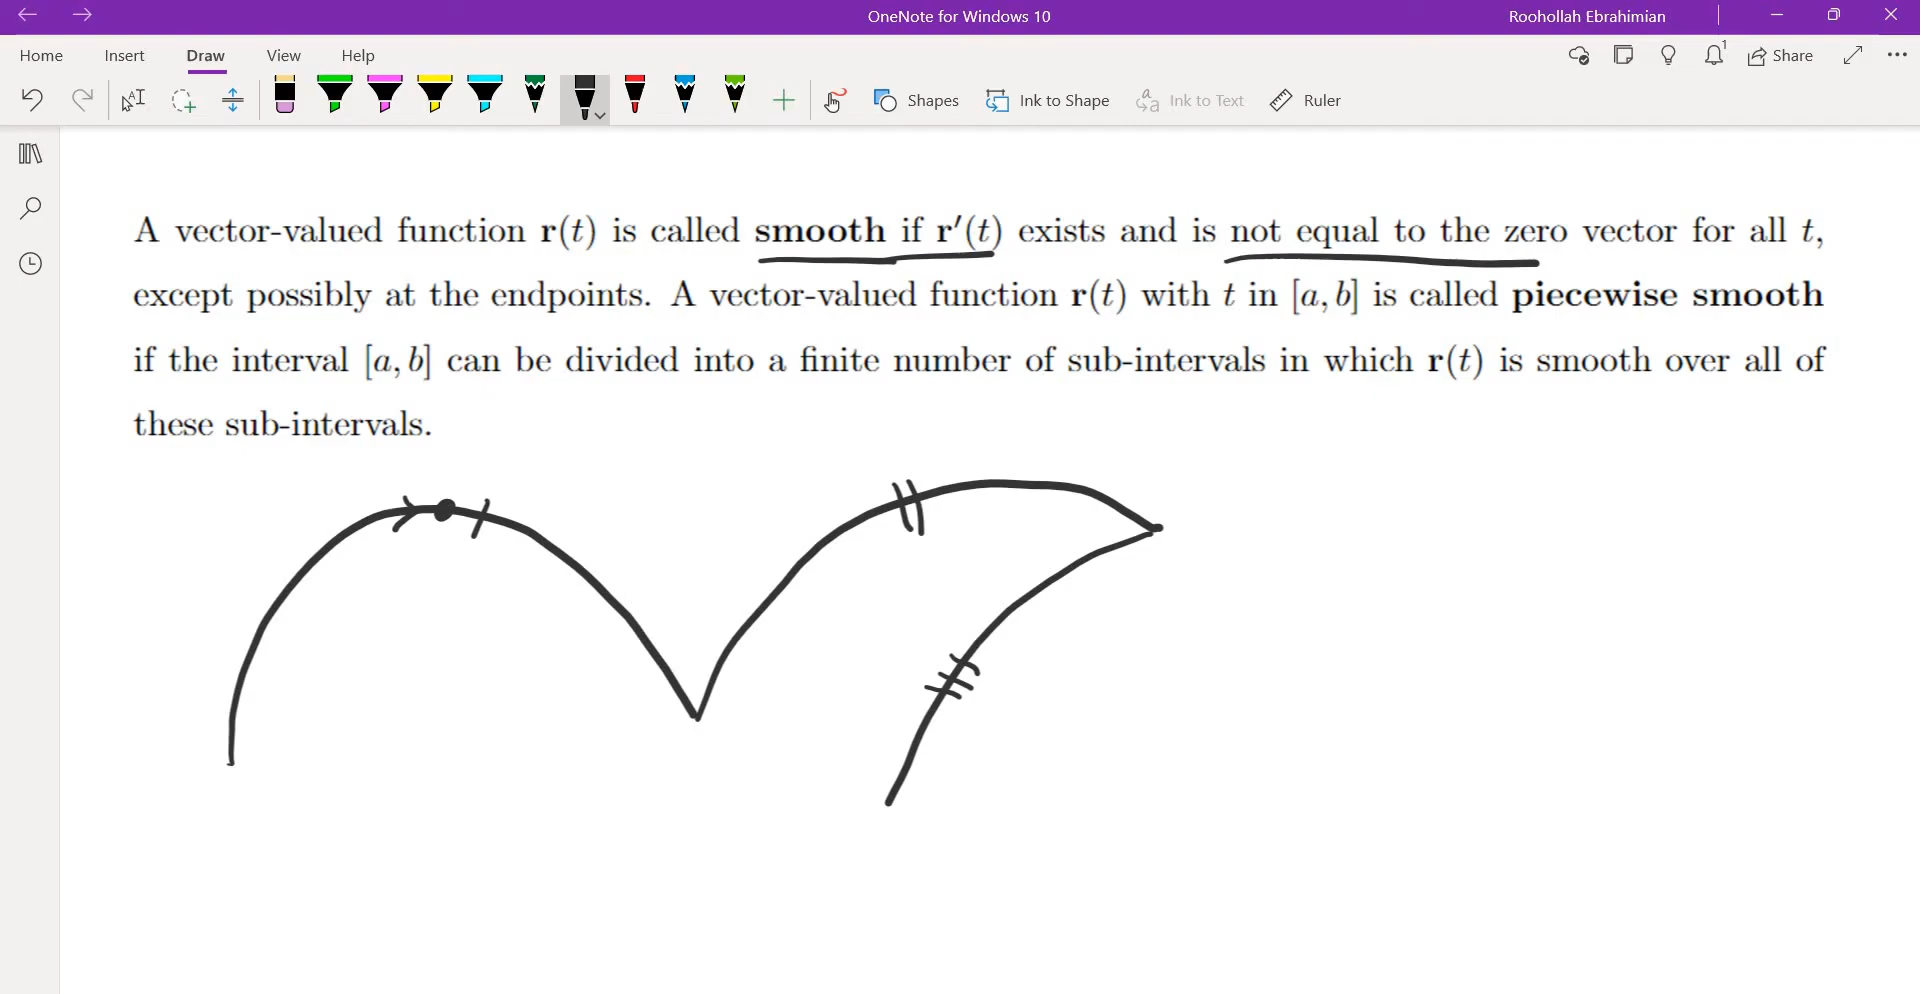 OneNote for Windows 10
Roohollah Ebrahimian
Home Insert Draw View Help
1
Share
Shapes Ink to Shape Ink to Text Ruler
A vector-valued function r(t) is called smooth if r′(t) exists and is not equal to the zero vector for all t,
except possibly at the endpoints. A vector-valued function r(t) with t in [a, b] is called piecewise smooth
if the interval [a, b] can be divided into a finite number of sub-intervals in which r(t) is smooth over all of
these sub-intervals.